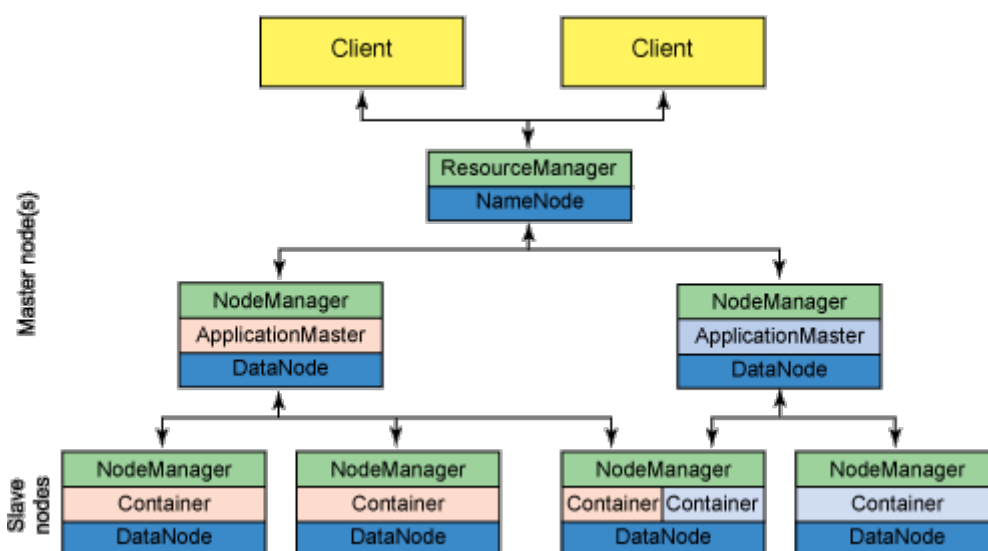 Client Client
ResourceManager
NameNode
Master node(s)
NodeManager NodeManager
ApplicationMaster ApplicationMaster
DataNode DataNode
Slave
nodes
NodeManager NodeManager NodeManager NodeManager
Container Container Container Container Container
DataNode DataNode DataNode DataNode